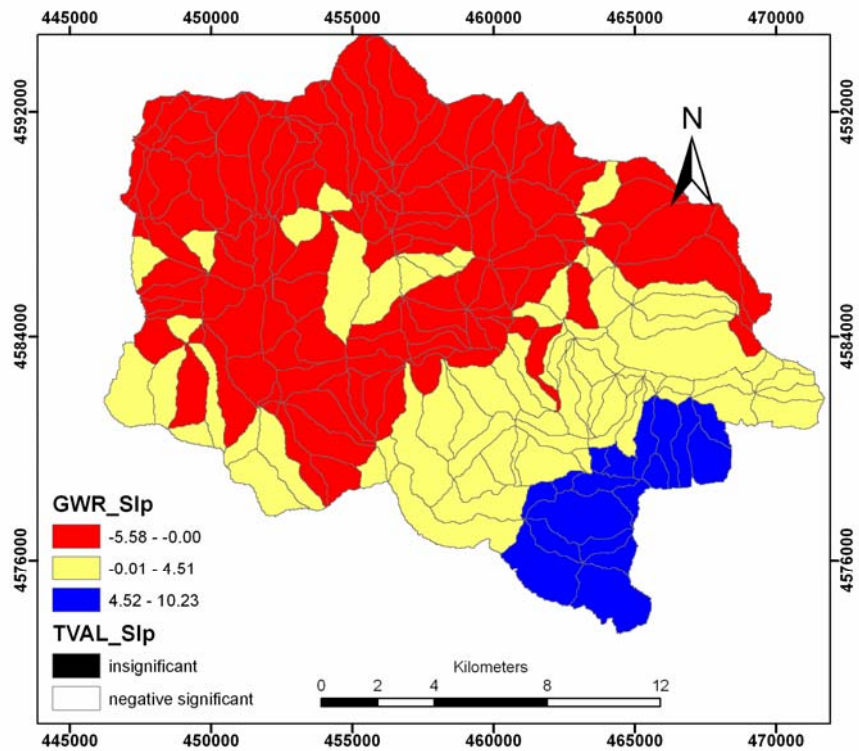 445000 450000 455000 460000 465000 470000
4592000 4592000
N
4584000 4584000
GWR_Slp
-5.58 - -0.00
-0.01 - 4.51
4.52 - 10.23
4576000 4576000
TVAL_Slp
insignificant
negative significant
Kilometers
0 2 4 8 12
445000 450000 455000 460000 465000 470000